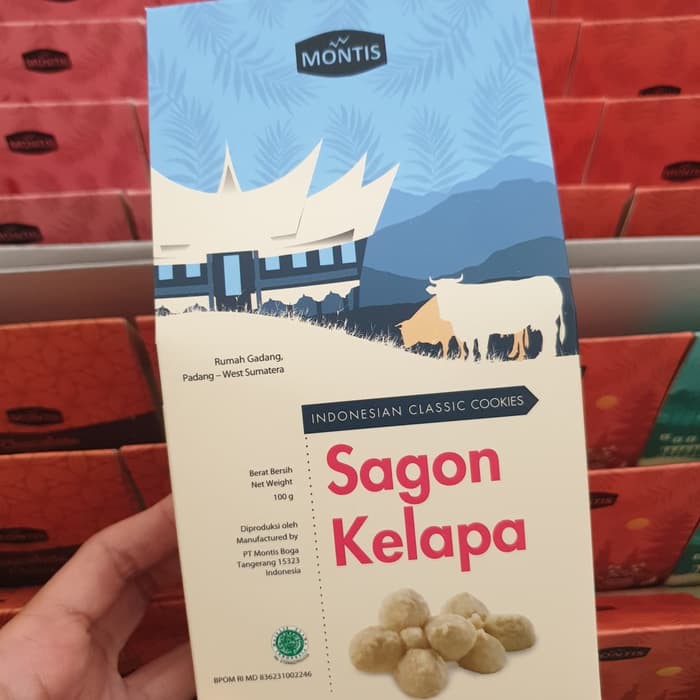 MONTIS
Rumah Gadang,
Padang – West Sumatera
INDONESIAN CLASSIC COOKIES
Sagon
Kelapa
Berat Bersih
Net Weight
100 g
Diproduksi oleh
Manufactured by
PT Montis Boga
Tangerang 15323
Indonesia
BPOM RI MD 836231002246